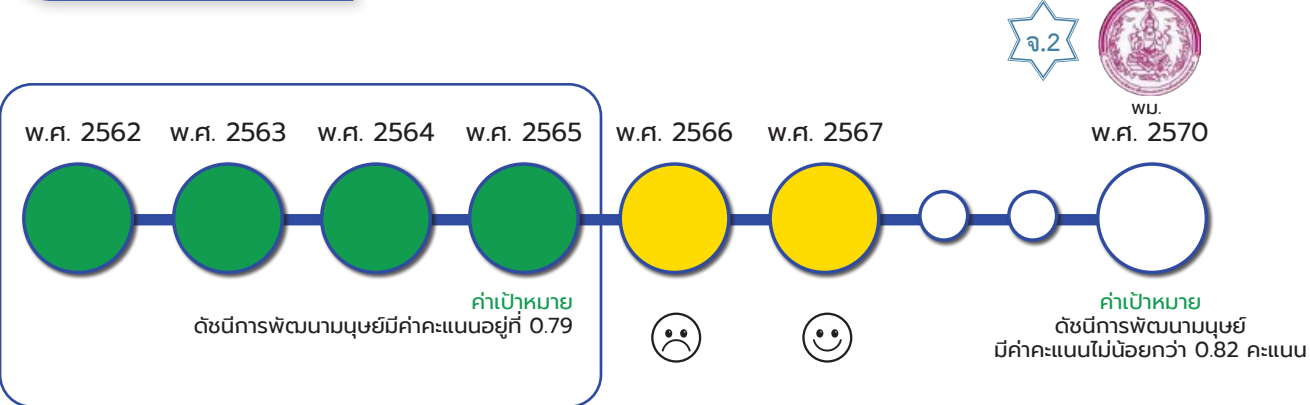 จ.2
พม.
พ.ศ. 2562 พ.ศ. 2563 พ.ศ. 2564 พ.ศ. 2565 พ.ศ. 2566 พ.ศ. 2567 พ.ศ. 2570
ค่าเป้าหมาย
ดัชนีการพัฒนามนุษย์มีค่าคะแนนอยู่ที่ 0.79
ค่าเป้าหมาย
ดัชนีการพัฒนามนุษย์
มีค่าคะแนนไม่น้อยกว่า 0.82 คะแนน